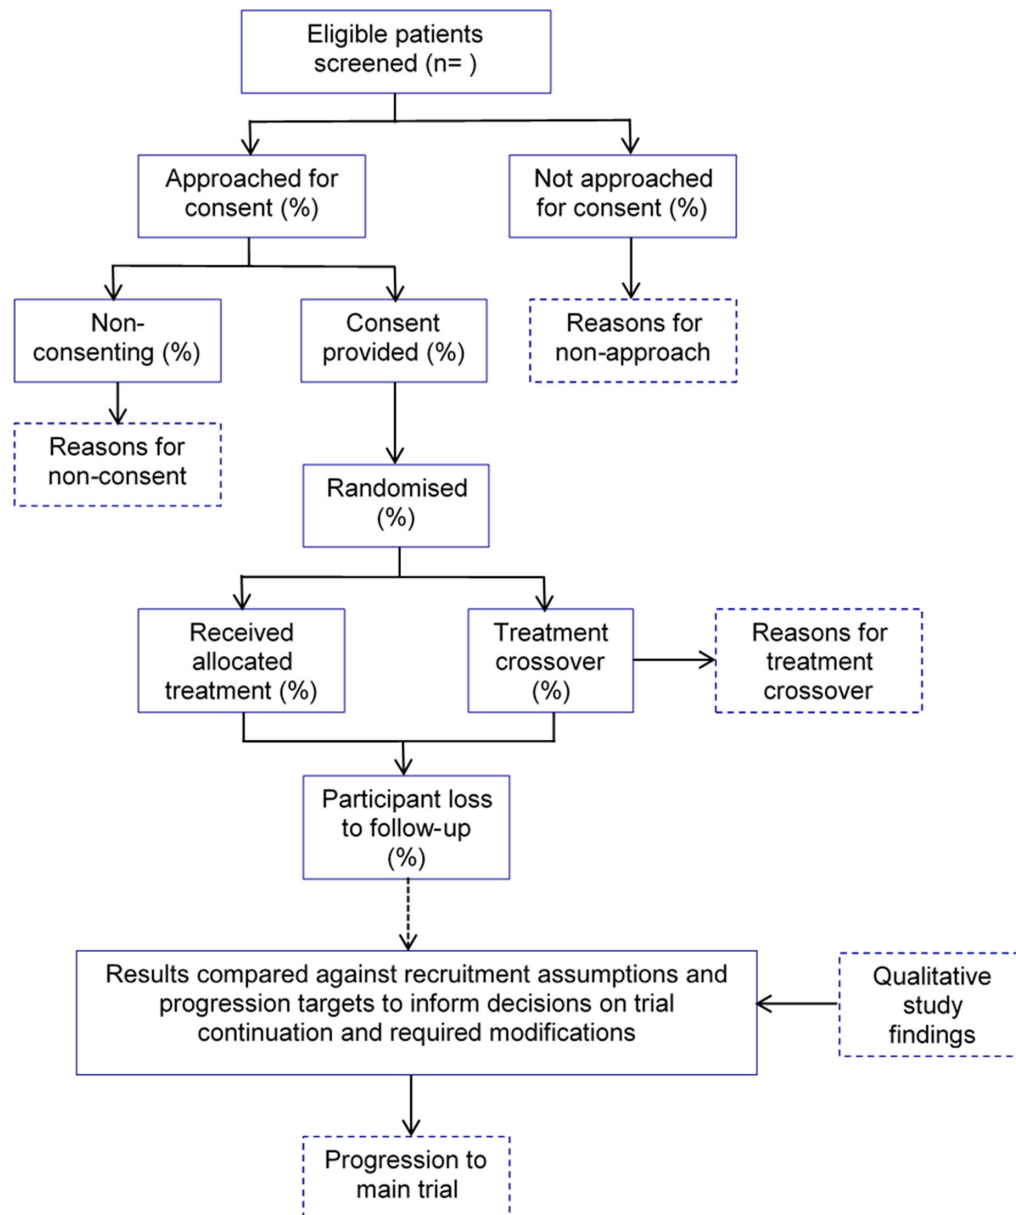 Eligible patients
screened (n= )
Approached for
consent (%)
Not approached
for consent (%)
Non-
consenting (%)
Consent
provided (%)
Reasons for
non-approach
Reasons for
non-consent
Randomised
(%)
Received
allocated
treatment (%)
Treatment
crossover
(%)
Reasons for
treatment
crossover
Participant loss
to follow-up
(%)
Results compared against recruitment assumptions and
progression targets to inform decisions on trial
continuation and required modifications
Qualitative
study
findings
Progression to
main trial